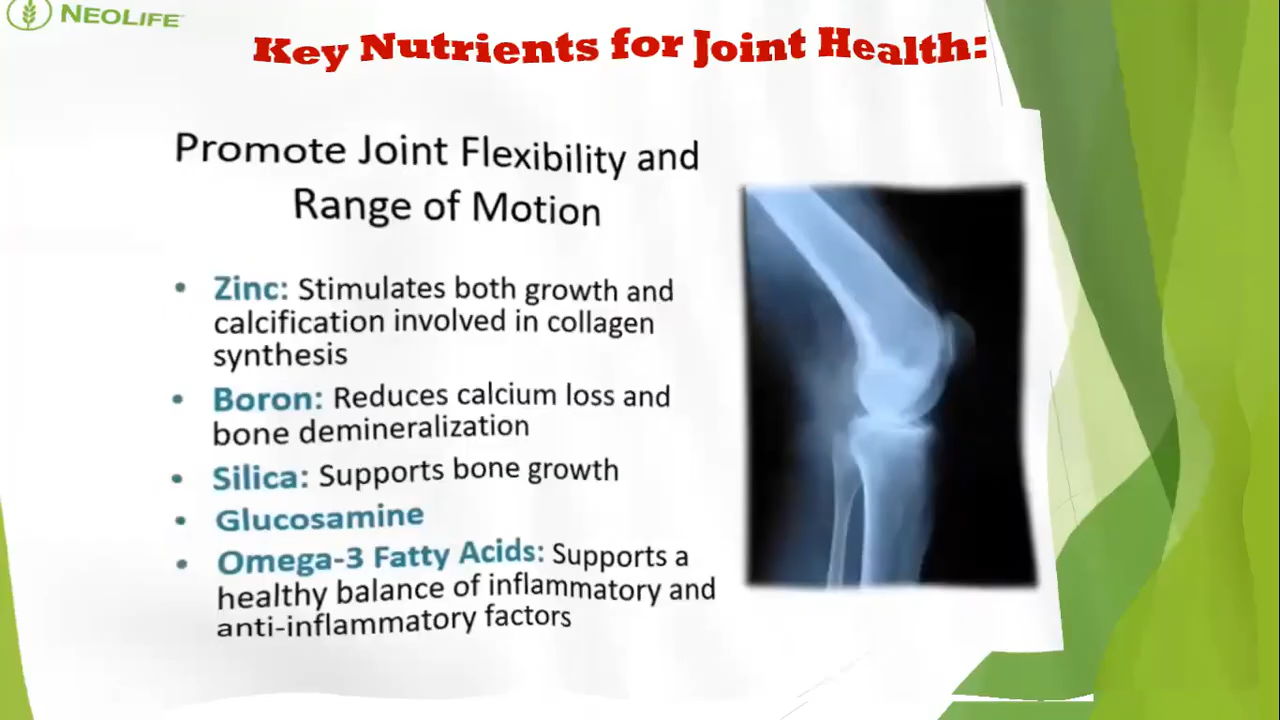 NEOLIFE
Key Nutrients for Joint Health:
Promote Joint Flexibility and
Range of Motion
• Zinc: Stimulates both growth and
calcification involved in collagen
synthesis
• Boron: Reduces calcium loss and
bone demineralization
• Silica: Supports bone growth
• Glucosamine
• Omega-3 Fatty Acids: Supports a
healthy balance of inflammatory and
anti-inflammatory factors